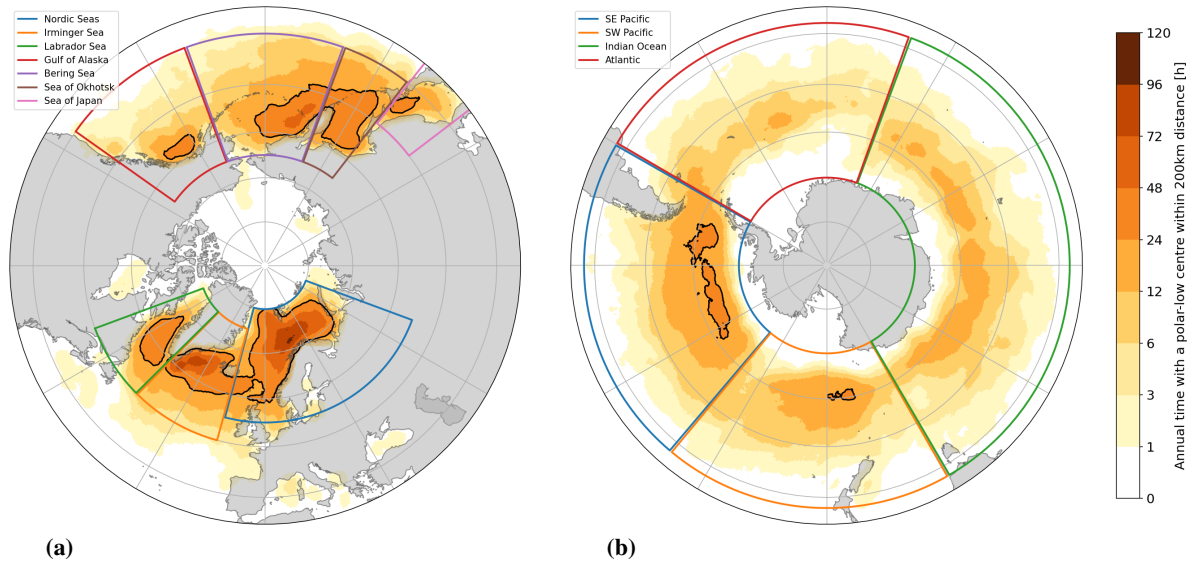 Nordic Seas
Irminger Sea
Labrador Sea
Gulf of Alaska
Bering Sea
Sea of Okhotsk
Sea of Japan
(a)
SE Pacific
SW Pacific
Indian Ocean
Atlantic
(b)
120
96
72
48
24
12
6
3
1
0
Annual time with a polar-low centre within 200km distance [h]